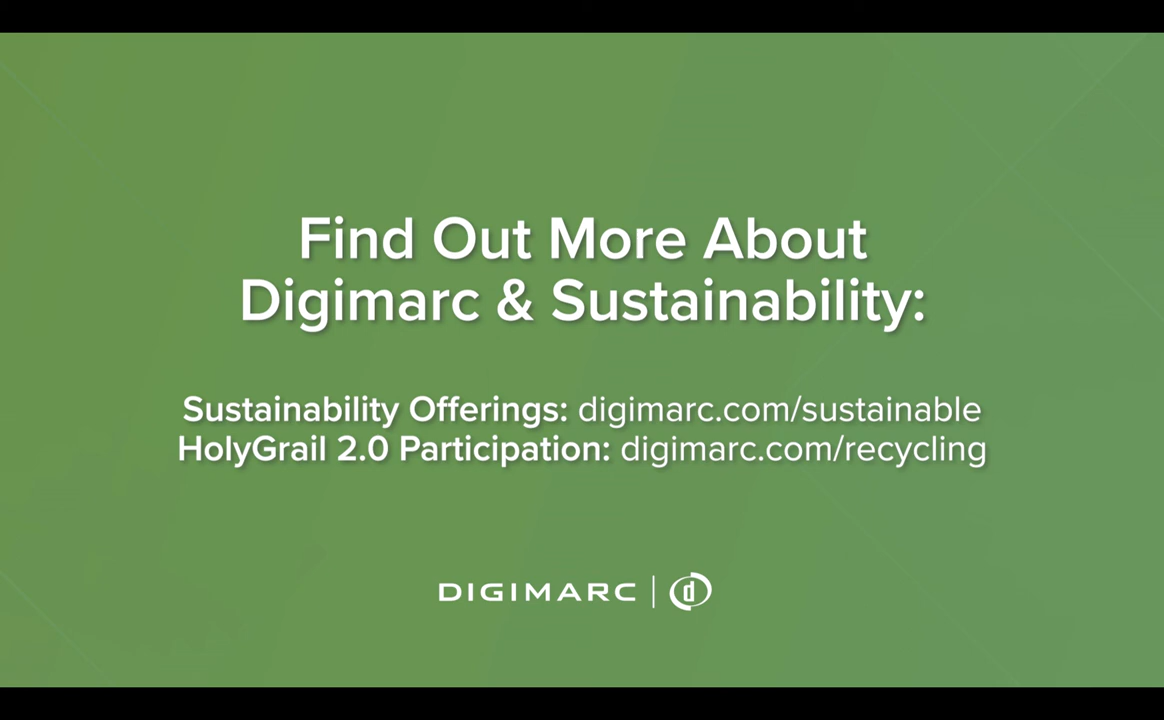 Find Out More About
Digimarc & Sustainability:
Sustainability Offerings: digimarc.com/sustainable
HolyGrail 2.0 Participation: digimarc.com/recycling
DIGIMARC | d